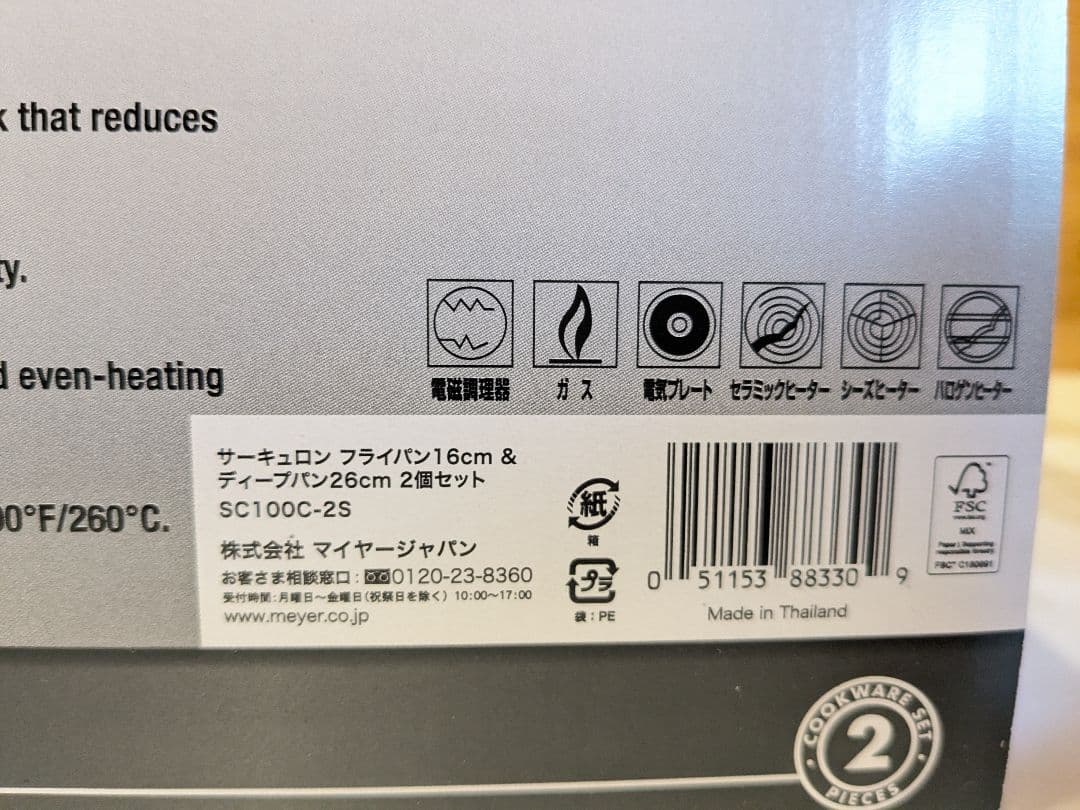 k that reduces
ty.
d even-heating
00°F/260°C.
電磁調理器
ガス
電気プレート
セラミックヒーター
シーズヒーター
ハロゲンヒーター
サーキュロン フライパン16cm &
ディープパン26cm 2個セット
SC100C-2S
株式会社 マイヤージャパン
お客さま相談窓口:0120-23-8360
受付時間:月曜日~金曜日(祝祭日を除く) 10:00~17:00
www.meyer.co.jp
紙
箱
プラ
袋:PE
0 51153 88330 9
Made in Thailand
FSC
www.fsc.org
MIX
Paper | Supporting
responsible forestry
COOKWARE SET
2
PIECES